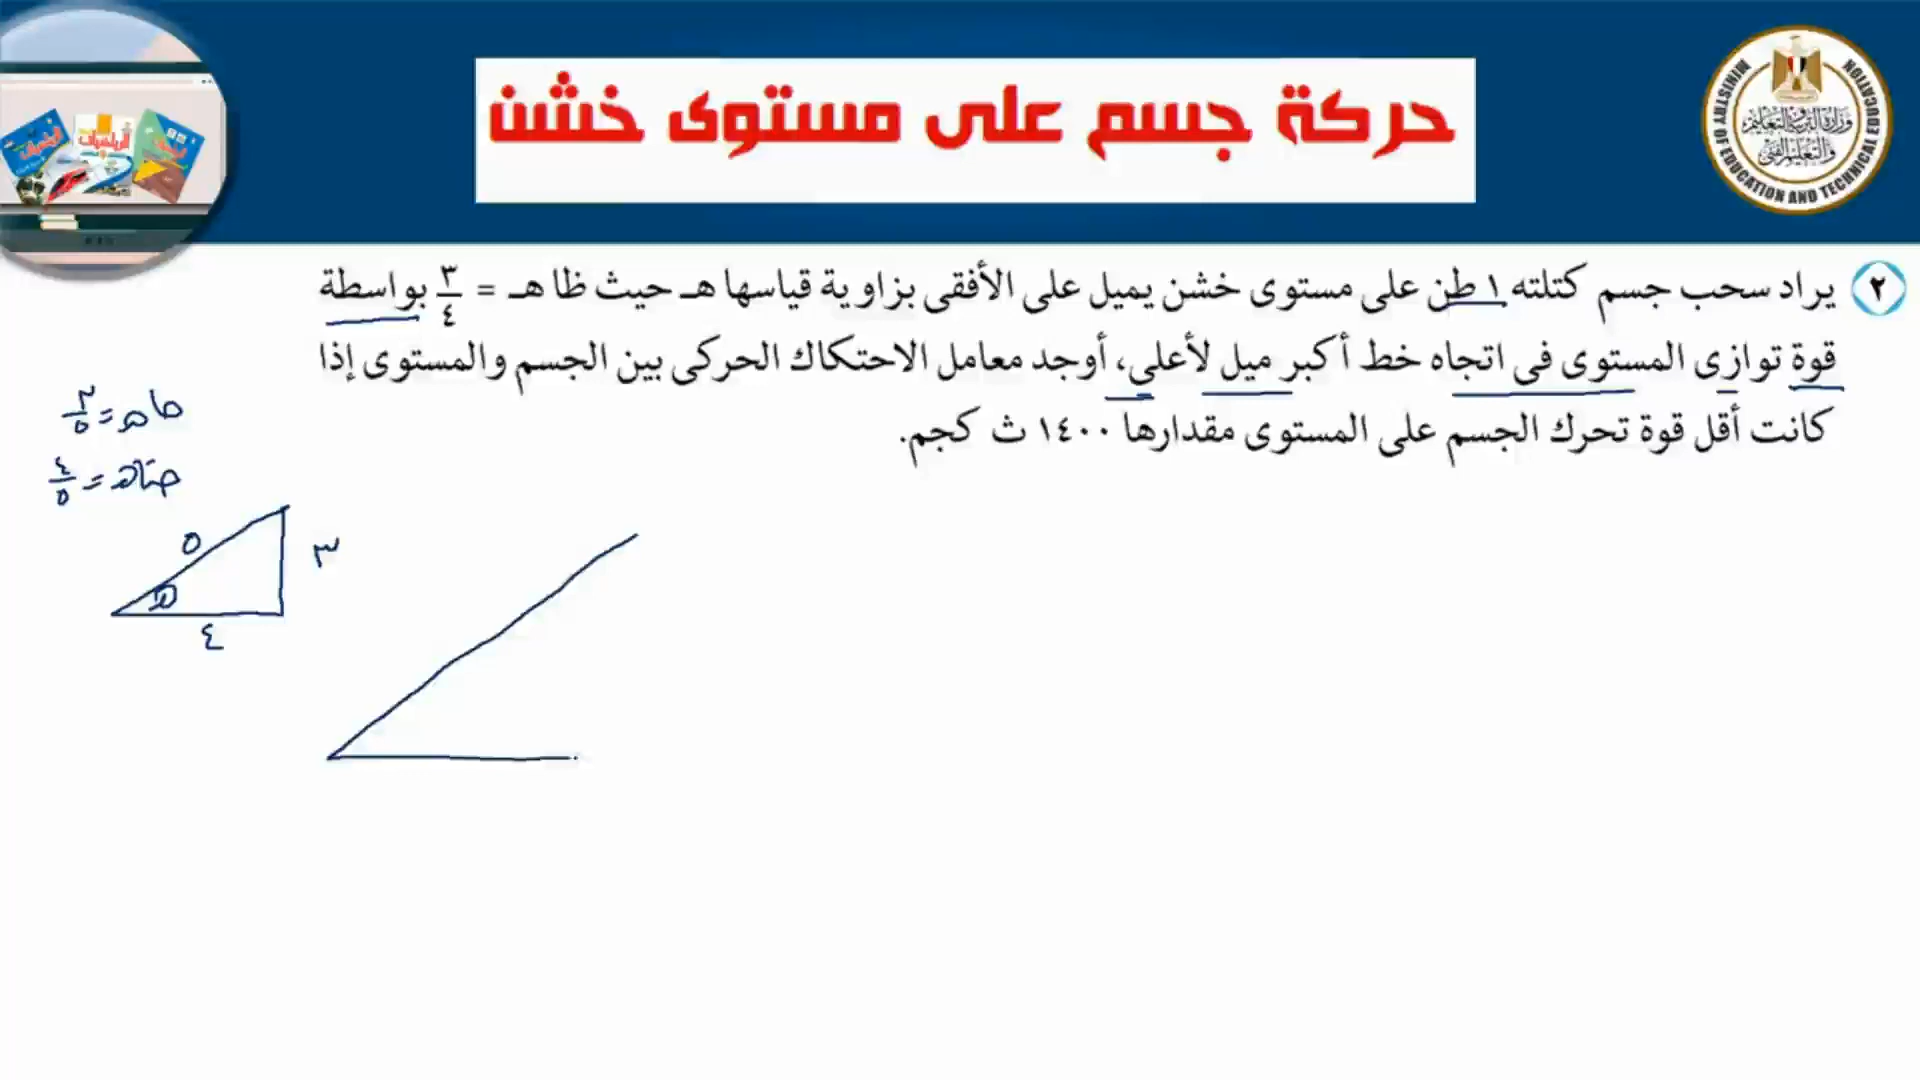 حركة جسم على مستوى خشن
وزارة التربية والتعليم
والتعليم الفني
MINISTRY OF EDUCATION AND TECHNICAL EDUCATION
٢ يراد سحب جسم كتلته ١ طن على مستوى خشن يميل على الأفقى بزاوية قياسها هـ حيث ظا هـ = ٣/٤ بواسطة
قوة توازى المستوى فى اتجاه خط أكبر ميل لأعلى، أوجد معامل الاحتكاك الحركى بين الجسم والمستوى إذا
كانت أقل قوة تحرك الجسم على المستوى مقدارها ١٤٠٠ ث كجم.
حاهـ = ٣/٥
حتاهـ = ٤/٥
٥
٣
هـ
٤